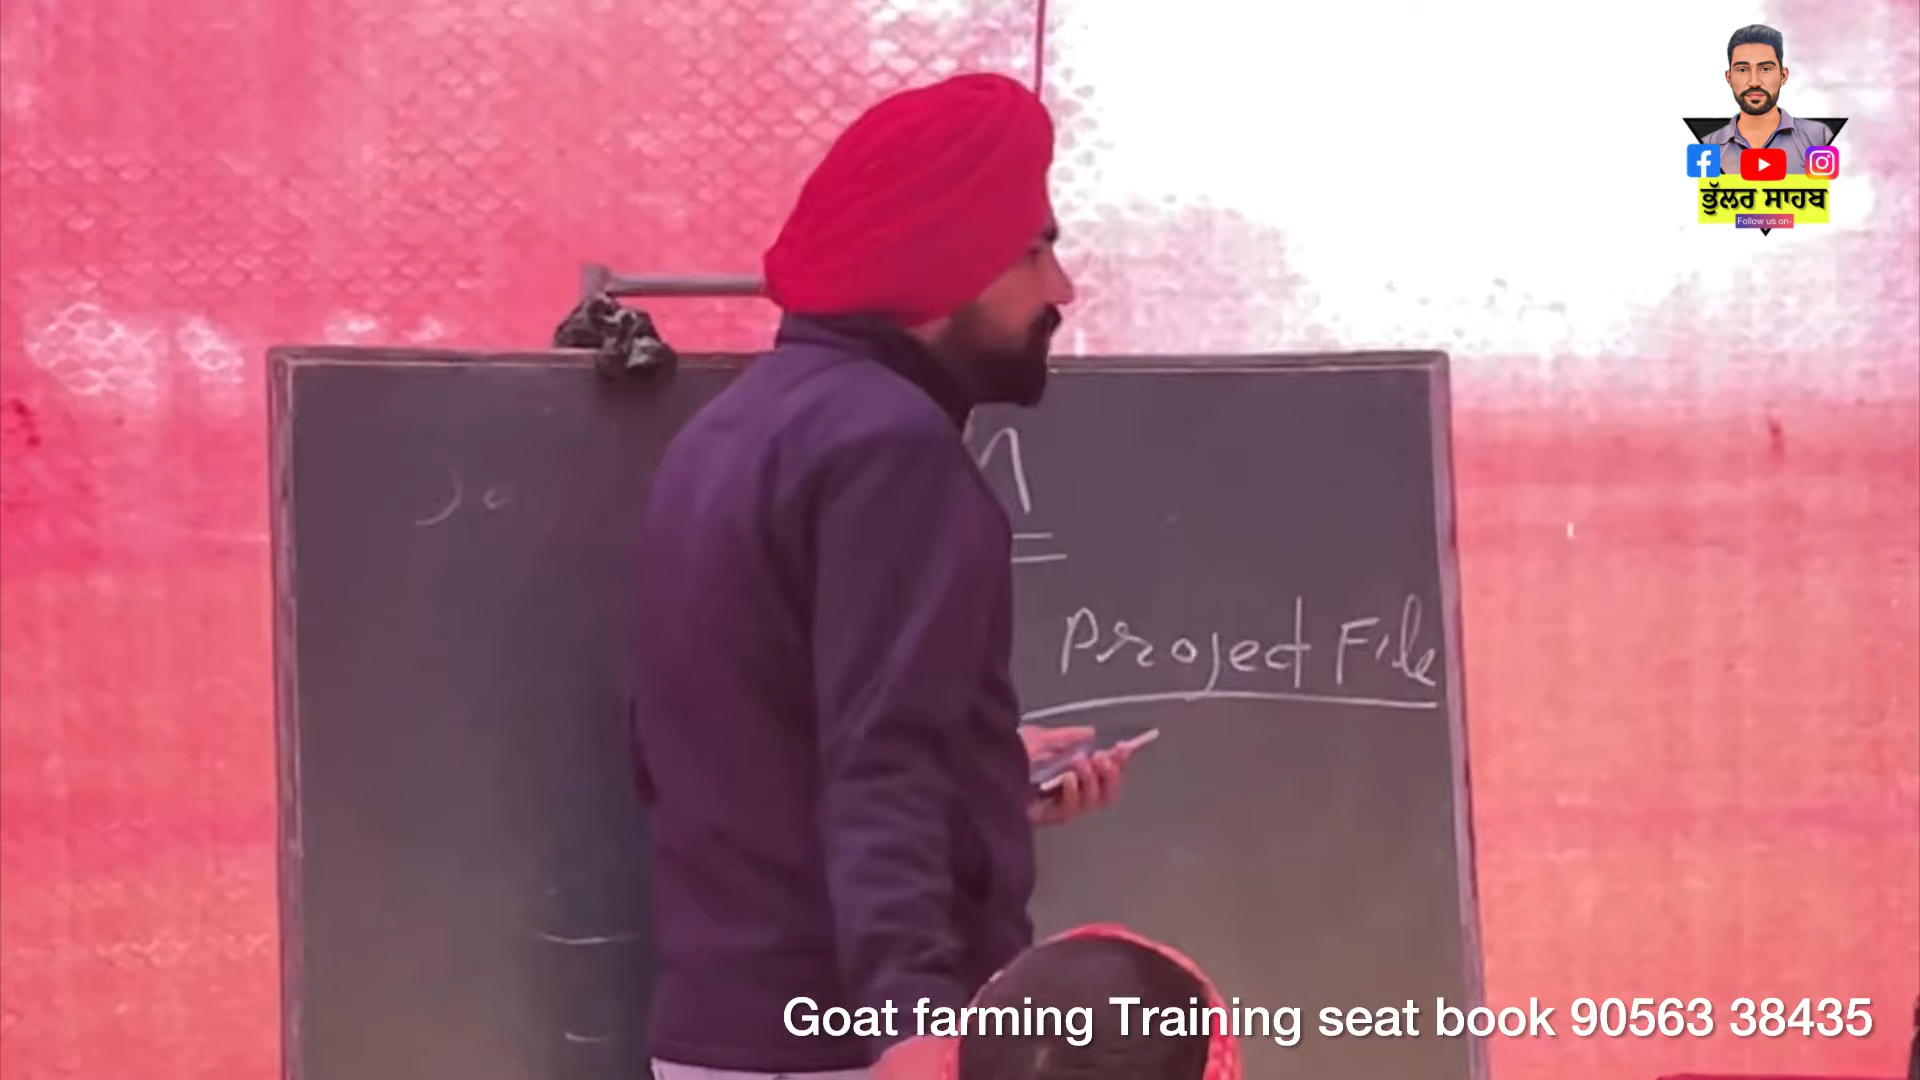 ਭੁੱਲਰ ਸਾਹਬ
Follow us on-
Project File
Goat farming Training seat book 90563 38435